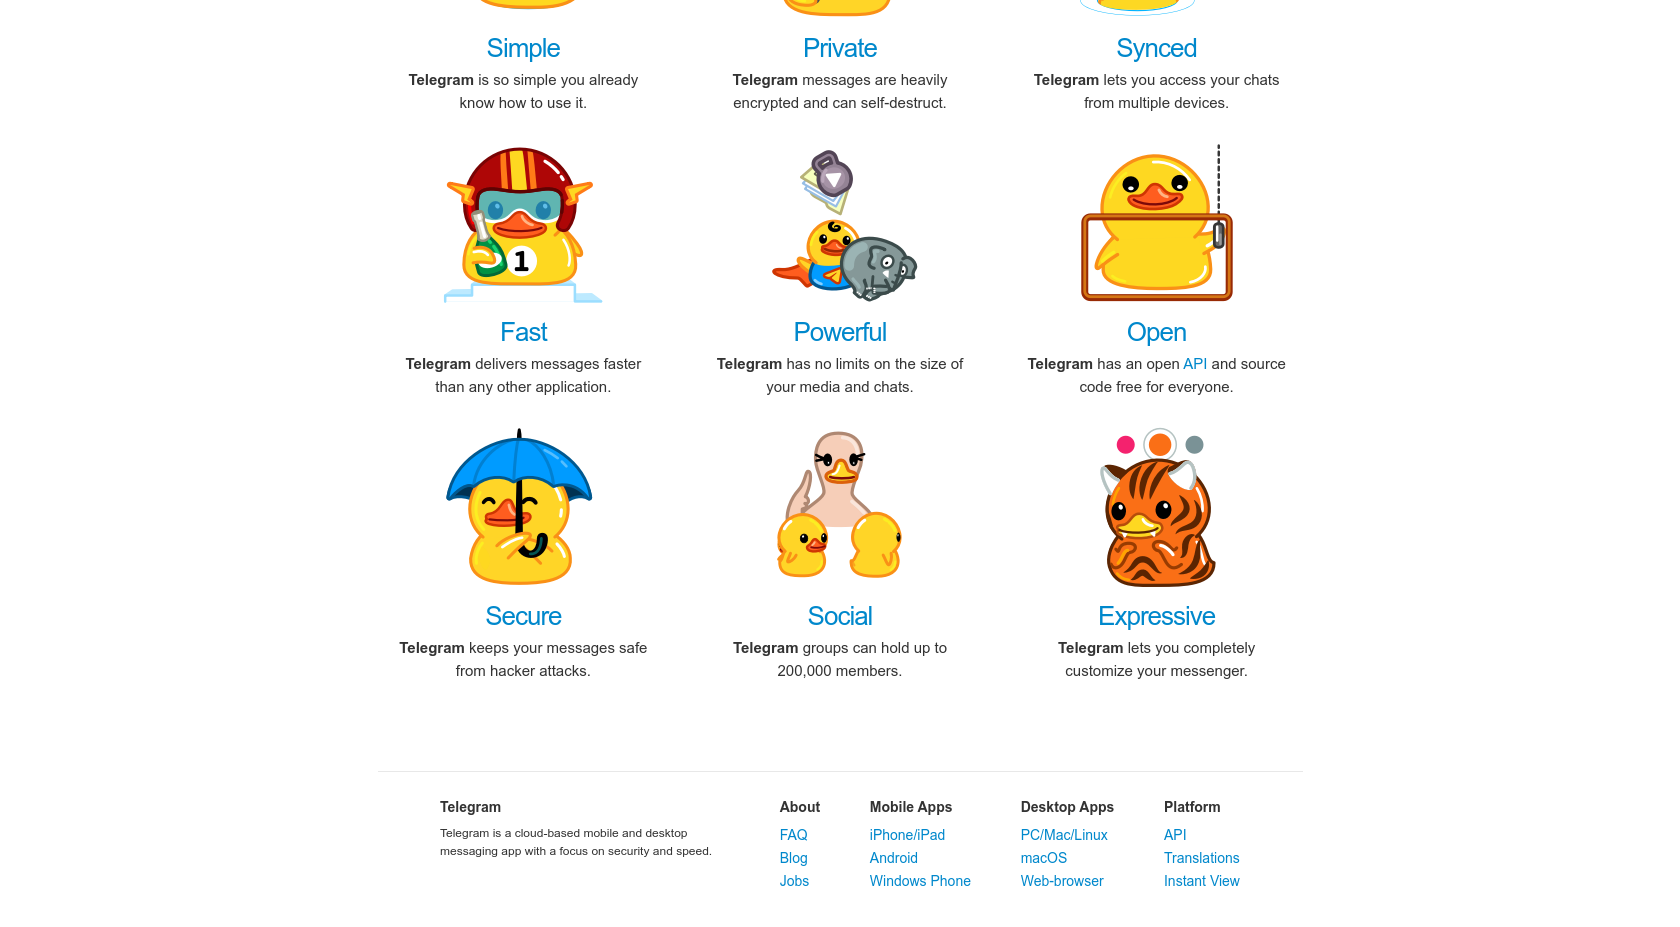 Simple
Telegram is so simple you already
know how to use it.
Private
Telegram messages are heavily
encrypted and can self-destruct.
Synced
Telegram lets you access your chats
from multiple devices.
1
Fast
Telegram delivers messages faster
than any other application.
Powerful
Telegram has no limits on the size of
your media and chats.
Open
Telegram has an open API and source
code free for everyone.
Secure
Telegram keeps your messages safe
from hacker attacks.
Social
Telegram groups can hold up to
200,000 members.
Expressive
Telegram lets you completely
customize your messenger.
Telegram
Telegram is a cloud-based mobile and desktop
messaging app with a focus on security and speed.
About
FAQ
Blog
Jobs
Mobile Apps
iPhone/iPad
Android
Windows Phone
Desktop Apps
PC/Mac/Linux
macOS
Web-browser
Platform
API
Translations
Instant View